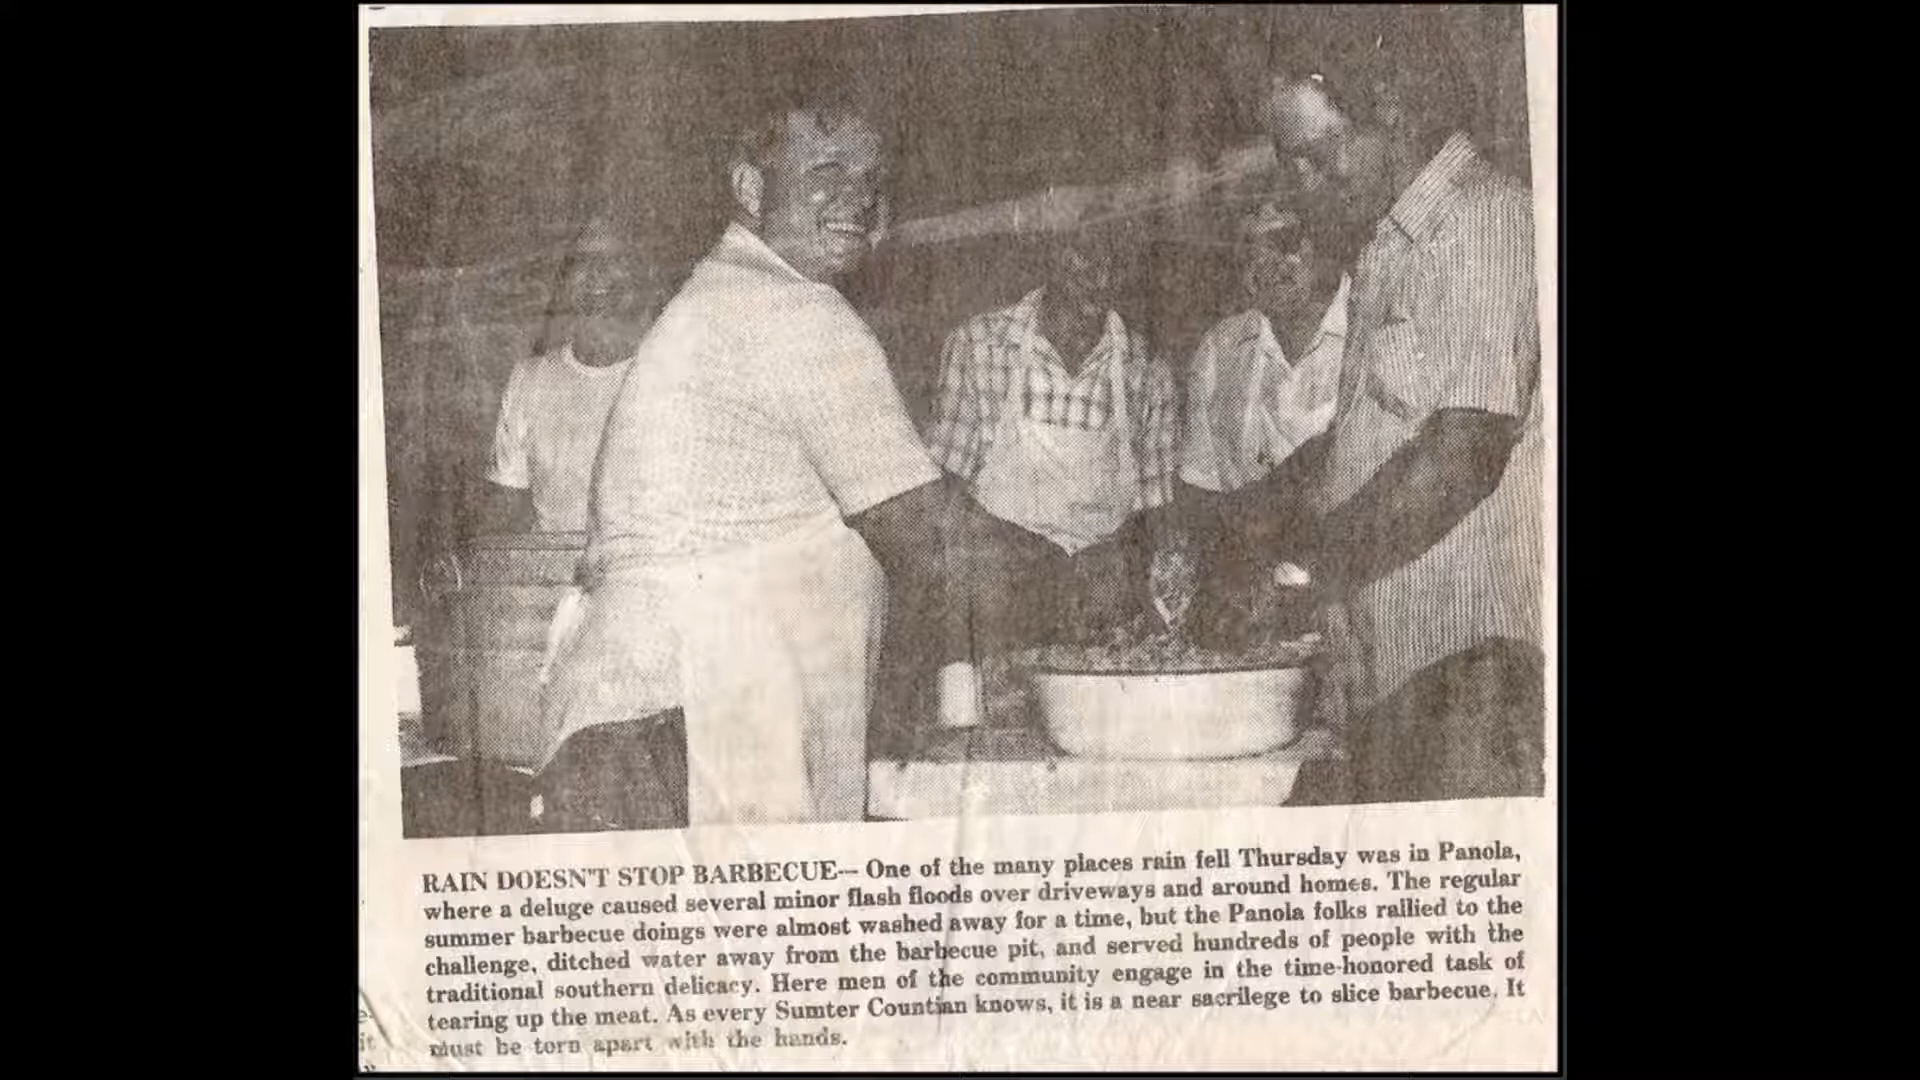 RAIN DOESN'T STOP BARBECUE— One of the many places rain fell Thursday was in Panola,
where a deluge caused several minor flash floods over driveways and around homes. The regular
summer barbecue doings were almost washed away for a time, but the Panola folks rallied to the
challenge, ditched water away from the barbecue pit, and served hundreds of people with the
traditional southern delicacy. Here men of the community engage in the time-honored task of
tearing up the meat. As every Sumter Countian knows, it is a near sacrilege to slice barbecue. It
must be torn apart with the hands.